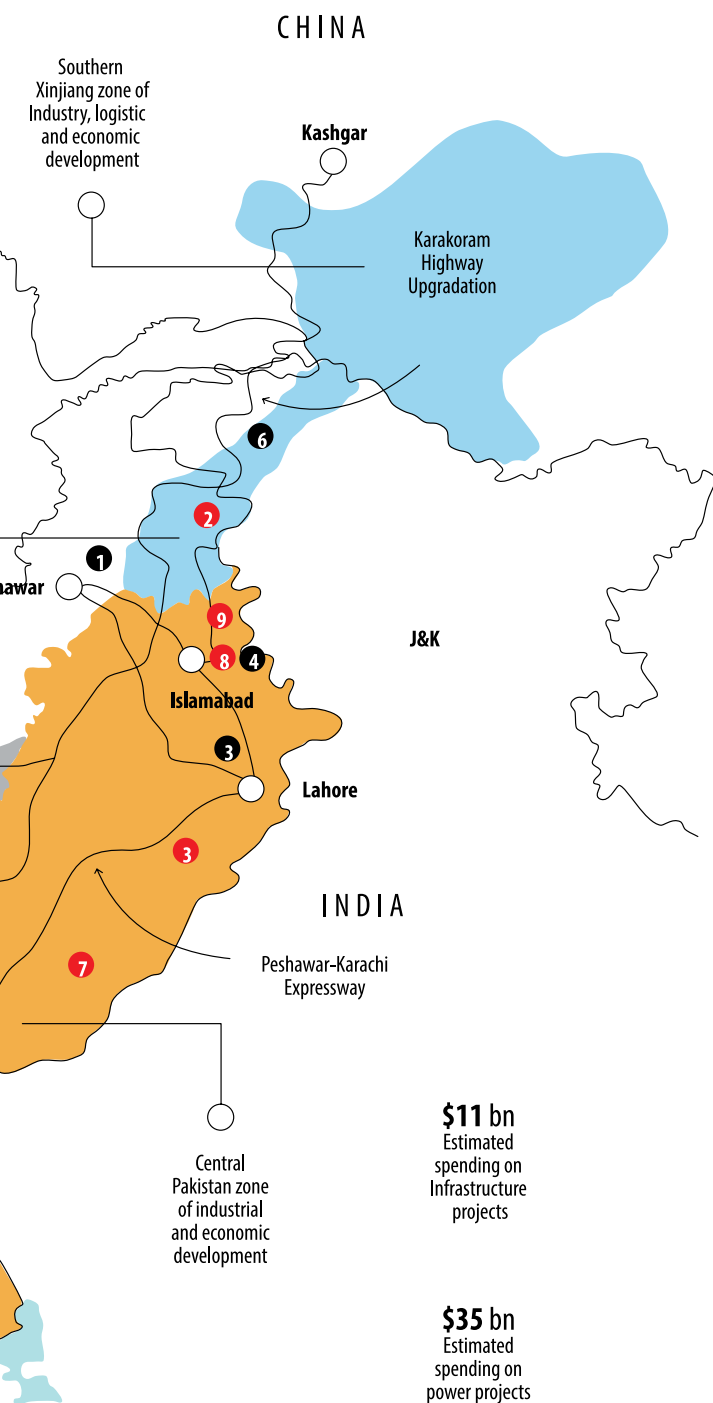 CHINA
Southern
Xinjiang zone of
Industry, logistic
and economic
development
Kashgar
Karakoram
Highway
Upgradation
6
2
1
9
J&K
8
4
Islamabad
3
Lahore
3
INDIA
7
Peshawar-Karachi
Expressway
$11 bn
Estimated
spending on
Infrastructure
projects
Central
Pakistan zone
of industrial
and economic
development
$35 bn
Estimated
spending on
power projects